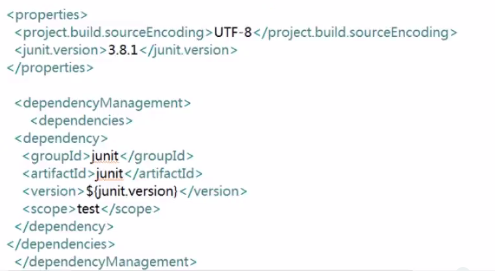 <properties>
<project.build.sourceEncoding>UTF-8</project.build.sourceEncoding>
<junit.version>3.8.1</junit.version>
</properties>
<dependencyManagement>
<dependencies>
<dependency>
<groupId>junit</groupId>
<artifactId>junit</artifactId>
<version>${junit.version}</version>
<scope>test</scope>
</dependency>
</dependencies>
</dependencyManagement>